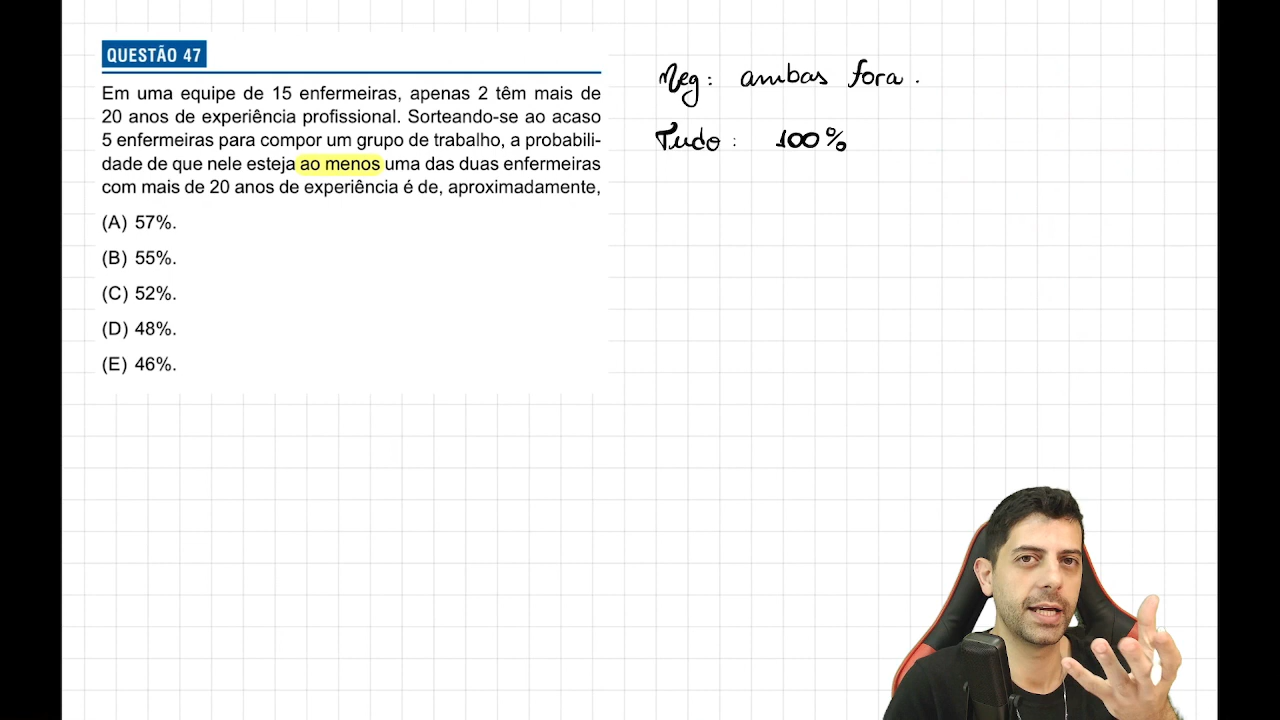 QUESTÃO 47
Em uma equipe de 15 enfermeiras, apenas 2 têm mais de
20 anos de experiência profissional. Sorteando-se ao acaso
5 enfermeiras para compor um grupo de trabalho, a probabili-
dade de que nele esteja ao menos uma das duas enfermeiras
com mais de 20 anos de experiência é de, aproximadamente,
(A) 57%.
(B) 55%.
(C) 52%.
(D) 48%.
(E) 46%.
Neg: ambas fora.
Tudo: 100%